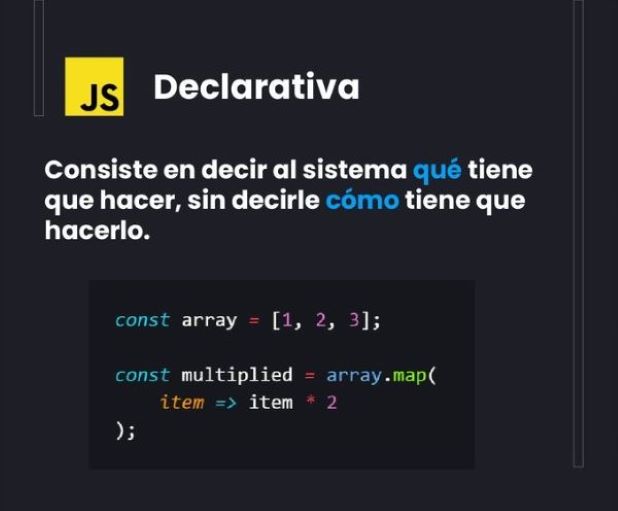 JS Declarativa
Consiste en decir al sistema qué tiene
que hacer, sin decirle cómo tiene que
hacerlo.
const array = [1, 2, 3];
const multiplied = array.map(
    item => item * 2
);